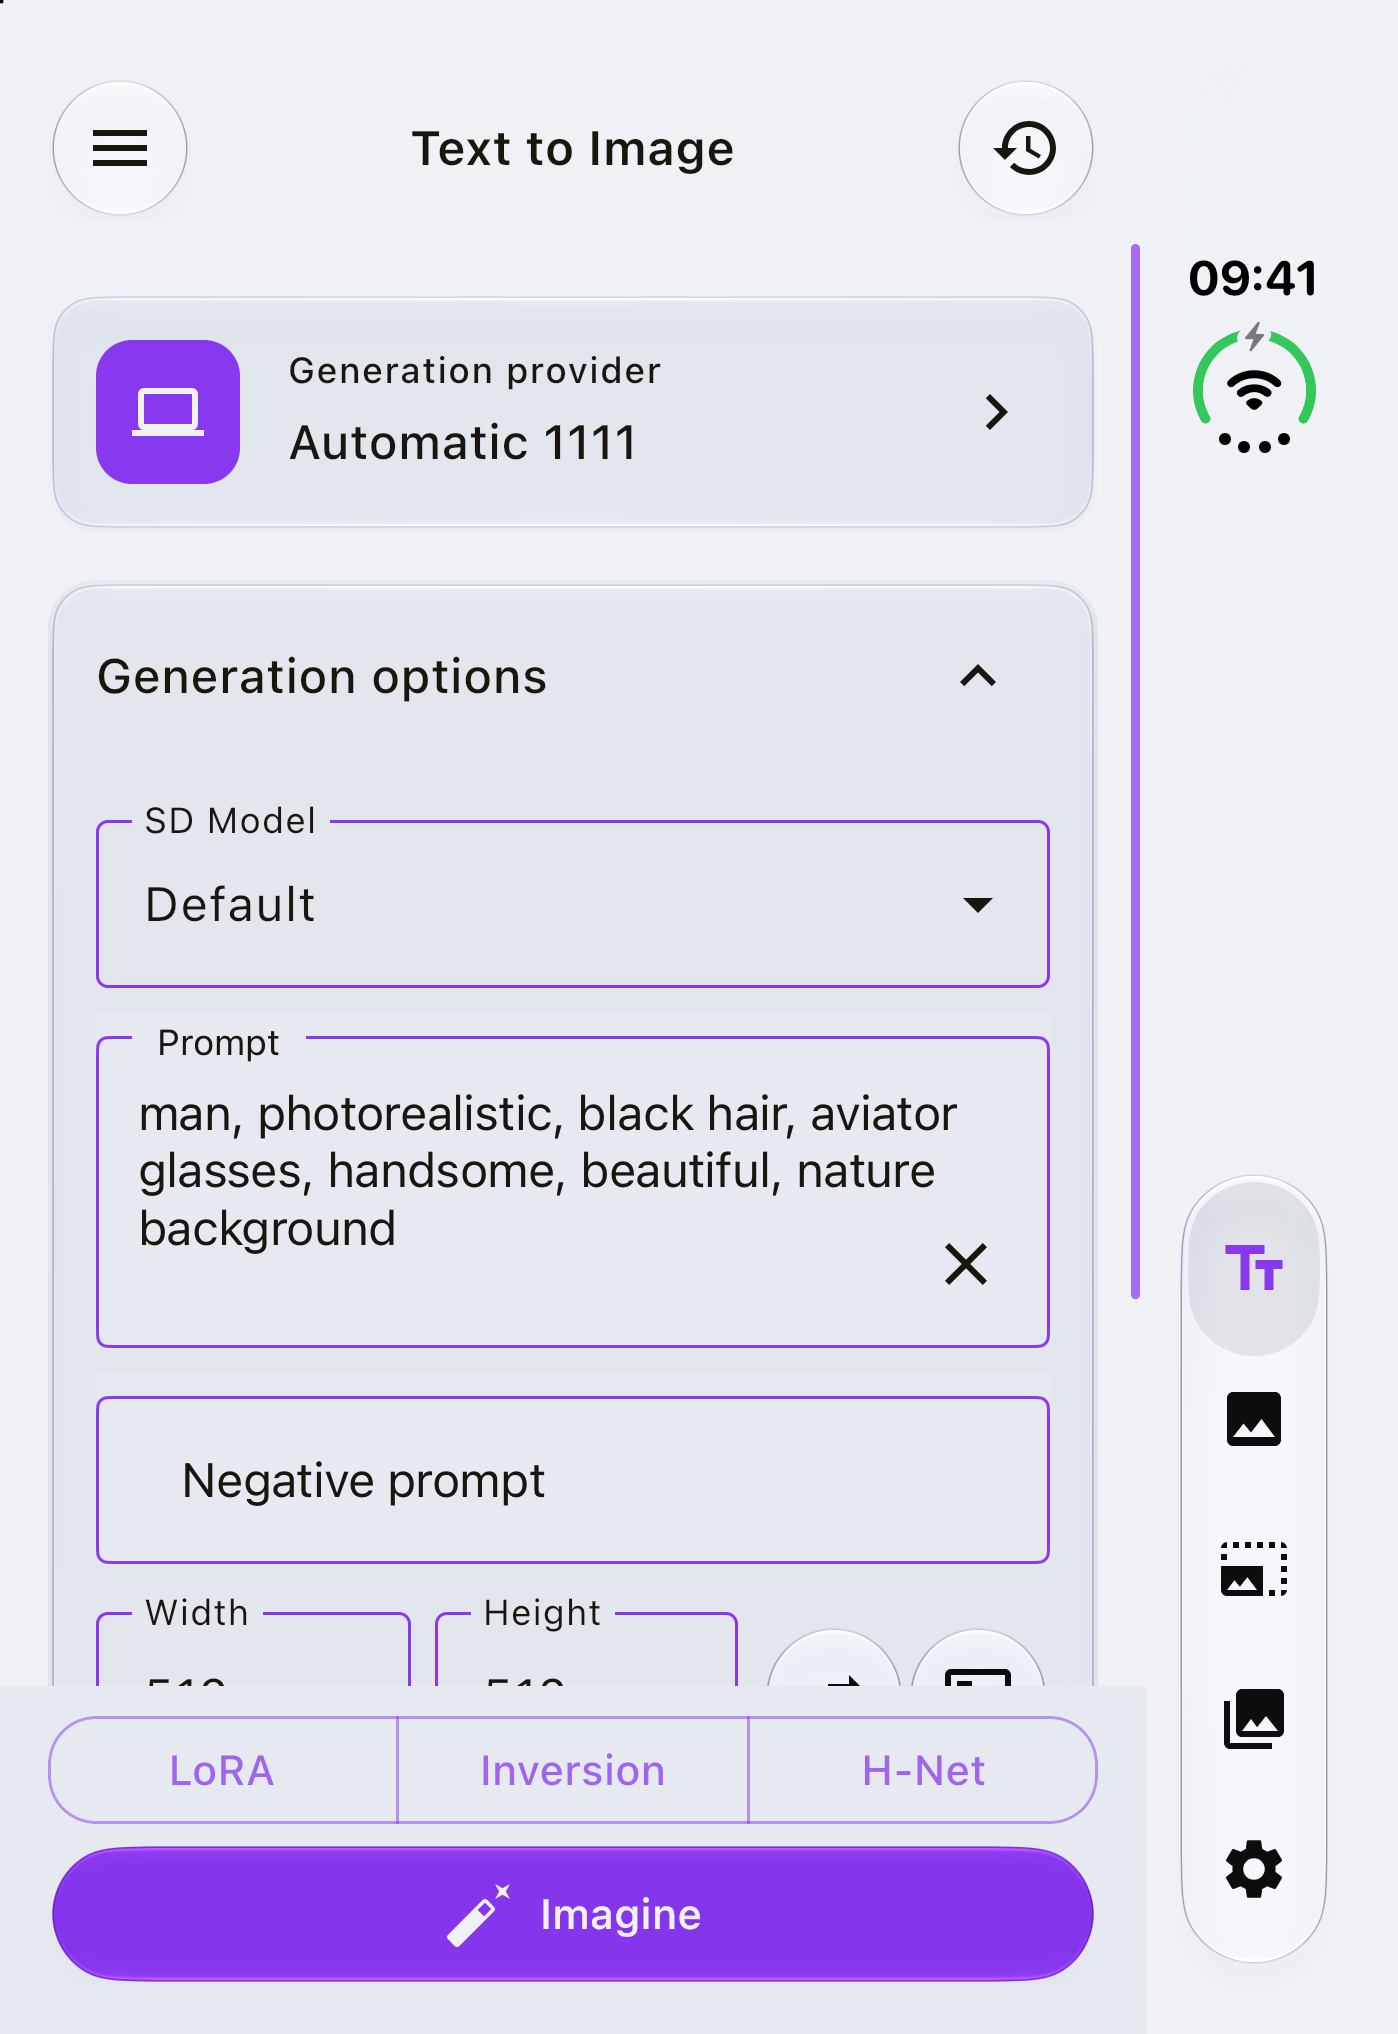 Text to Image
09:41
Generation provider
Automatic 1111
Generation options
SD Model
Default
Prompt
man, photorealistic, black hair, aviator
glasses, handsome, beautiful, nature
background
Negative prompt
Width
Height
LoRA
Inversion
H-Net
Imagine